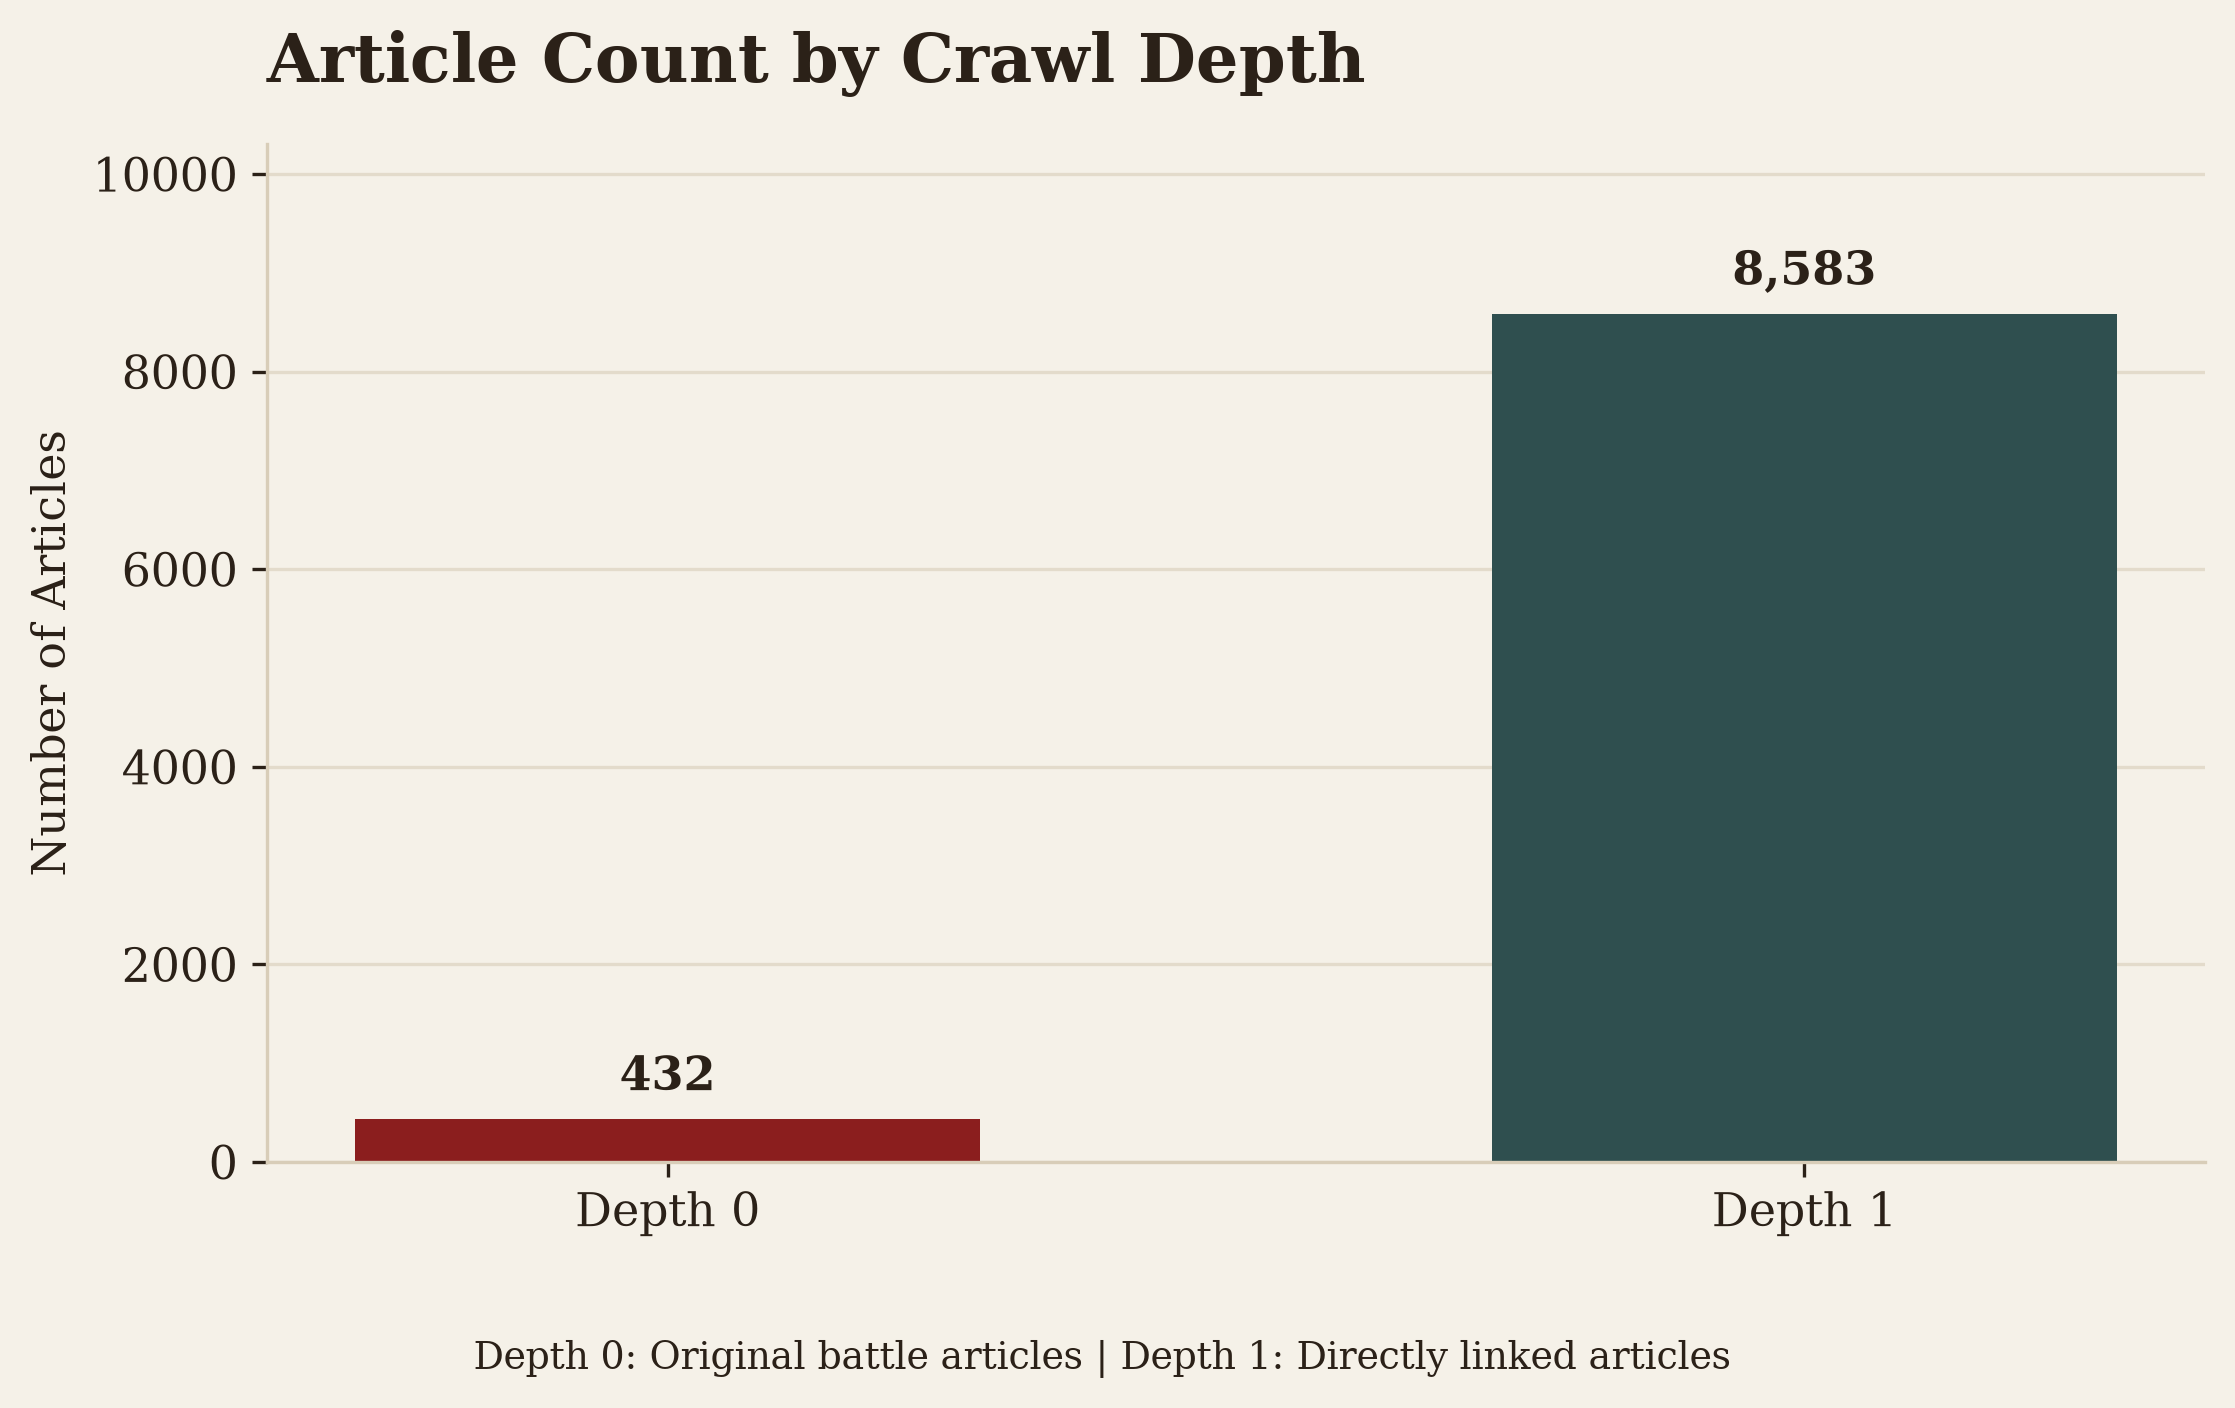 Article Count by Crawl Depth
10000
8000
6000
4000
2000
0
Number of Articles
432
8,583
Depth 0
Depth 1
Depth 0: Original battle articles | Depth 1: Directly linked articles